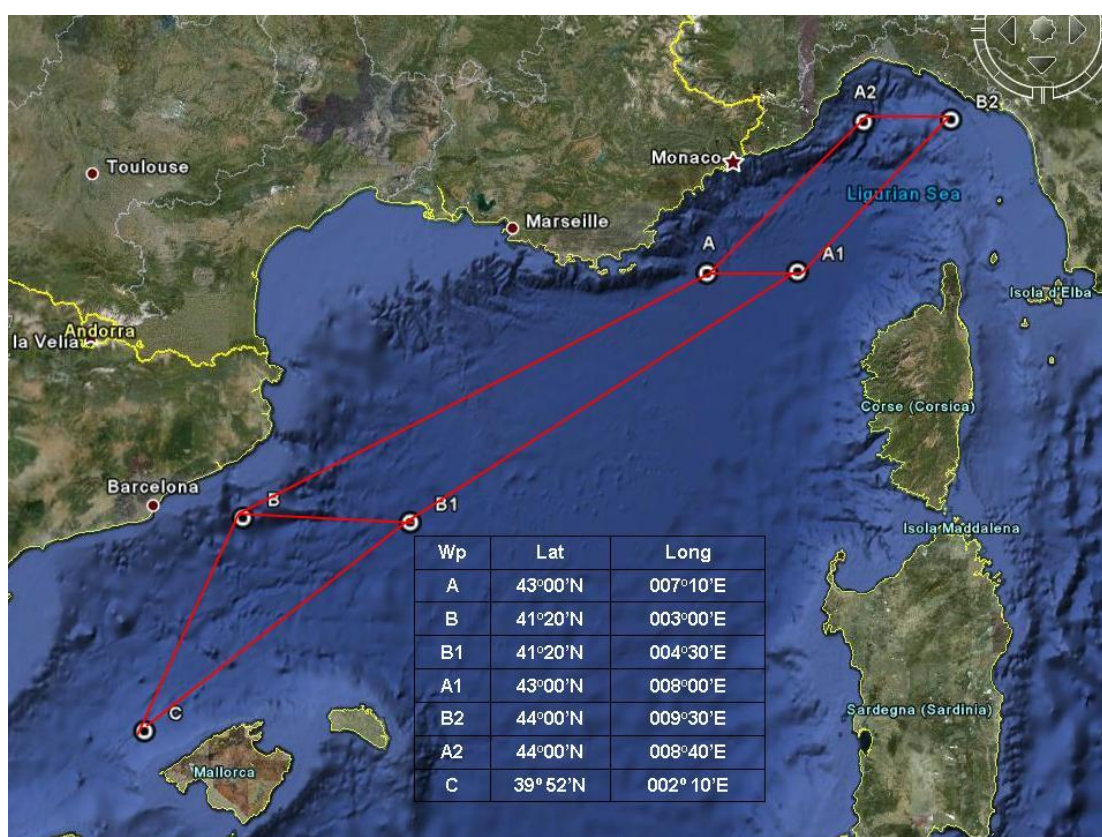 A2
B2
Monaco
Toulouse
Ligurian Sea
Marseille
A
A1
Isola d'Elba
Andorra
la Vella
Corse (Corsica)
Barcelona
B
B1
Isola Maddalena
Wp Lat Long
A 43°00'N 007°10'E
B 41°20'N 003°00'E
B1 41°20'N 004°30'E
A1 43°00'N 008°00'E
B2 44°00'N 009°30'E
A2 44°00'N 008°40'E
C 39°52'N 002°10'E
C
Sardegna (Sardinia)
Mallorca